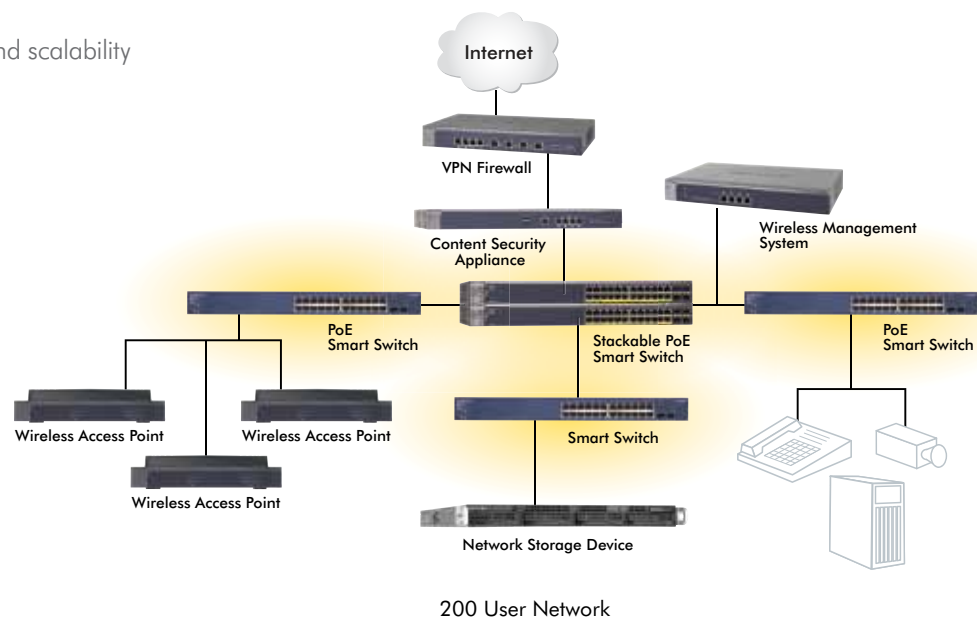 nd scalability
Internet
VPN Firewall
Content Security
Appliance
Wireless Management
System
PoE
Smart Switch
Stackable PoE
Smart Switch
PoE
Smart Switch
Wireless Access Point
Wireless Access Point
Smart Switch
Wireless Access Point
Network Storage Device
200 User Network